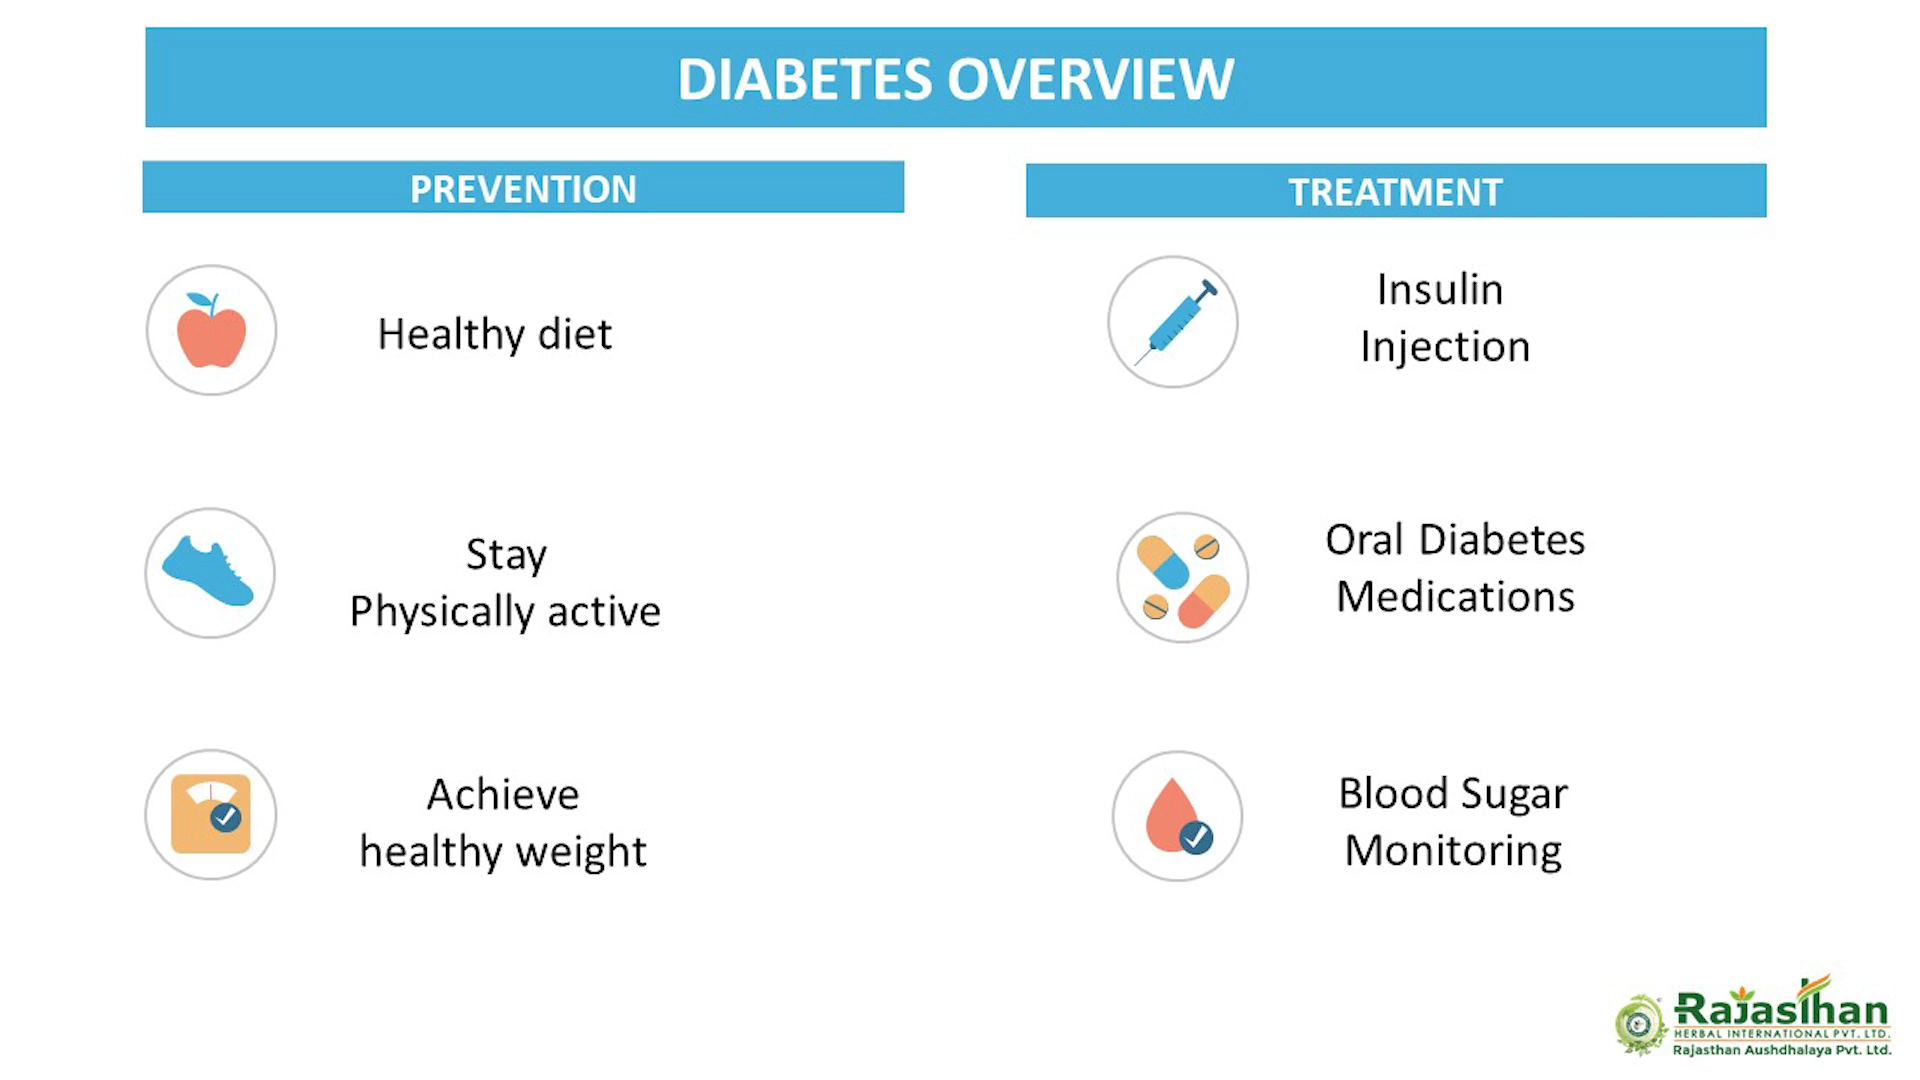 DIABETES OVERVIEW
PREVENTION
Healthy diet
Stay
Physically active
Achieve
healthy weight
TREATMENT
Insulin
Injection
Oral Diabetes
Medications
Blood Sugar
Monitoring
Rajasthan
HERBAL INTERNATIONAL PVT. LTD.
Rajasthan Aushdhalaya Pvt. Ltd.